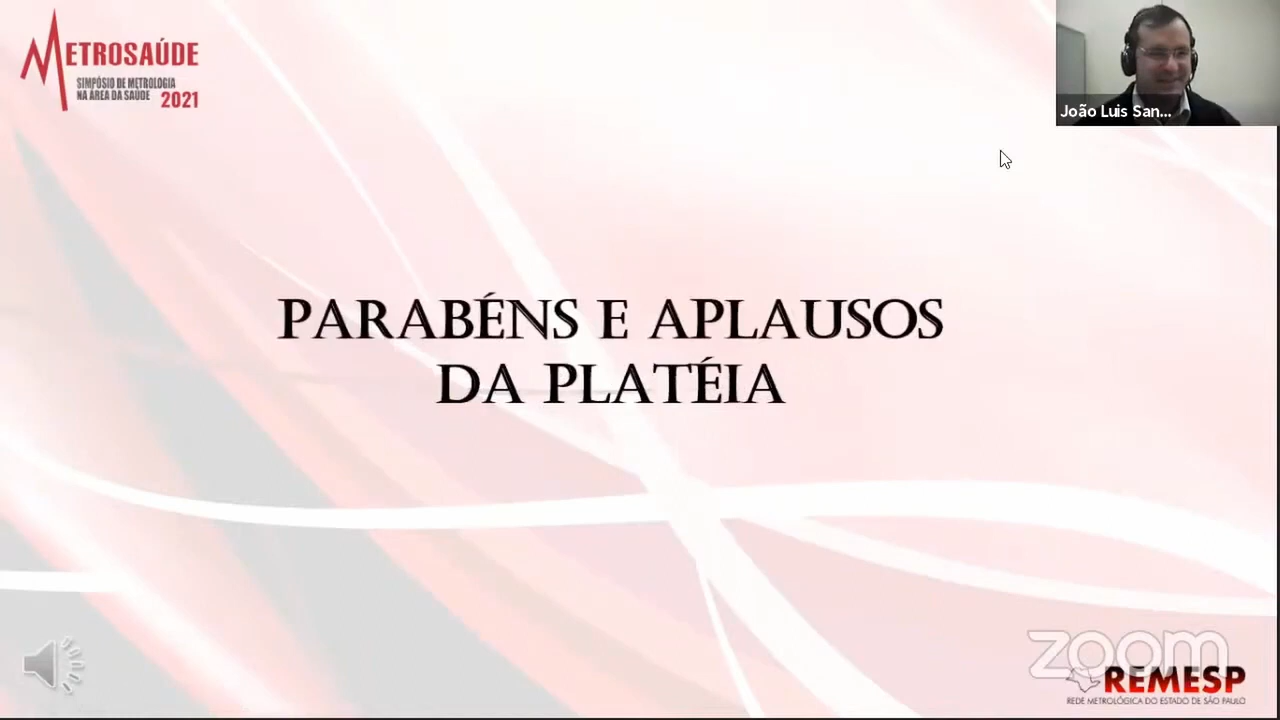 METROSAÚDE
SIMPÓSIO DE METROLOGIA
NA ÁREA DA SAÚDE 2021
João Luis San...
PARABÉNS E APLAUSOS
DA PLATÉIA
zoom
REMESP
REDE METROLÓGICA DO ESTADO DE SÃO PAULO